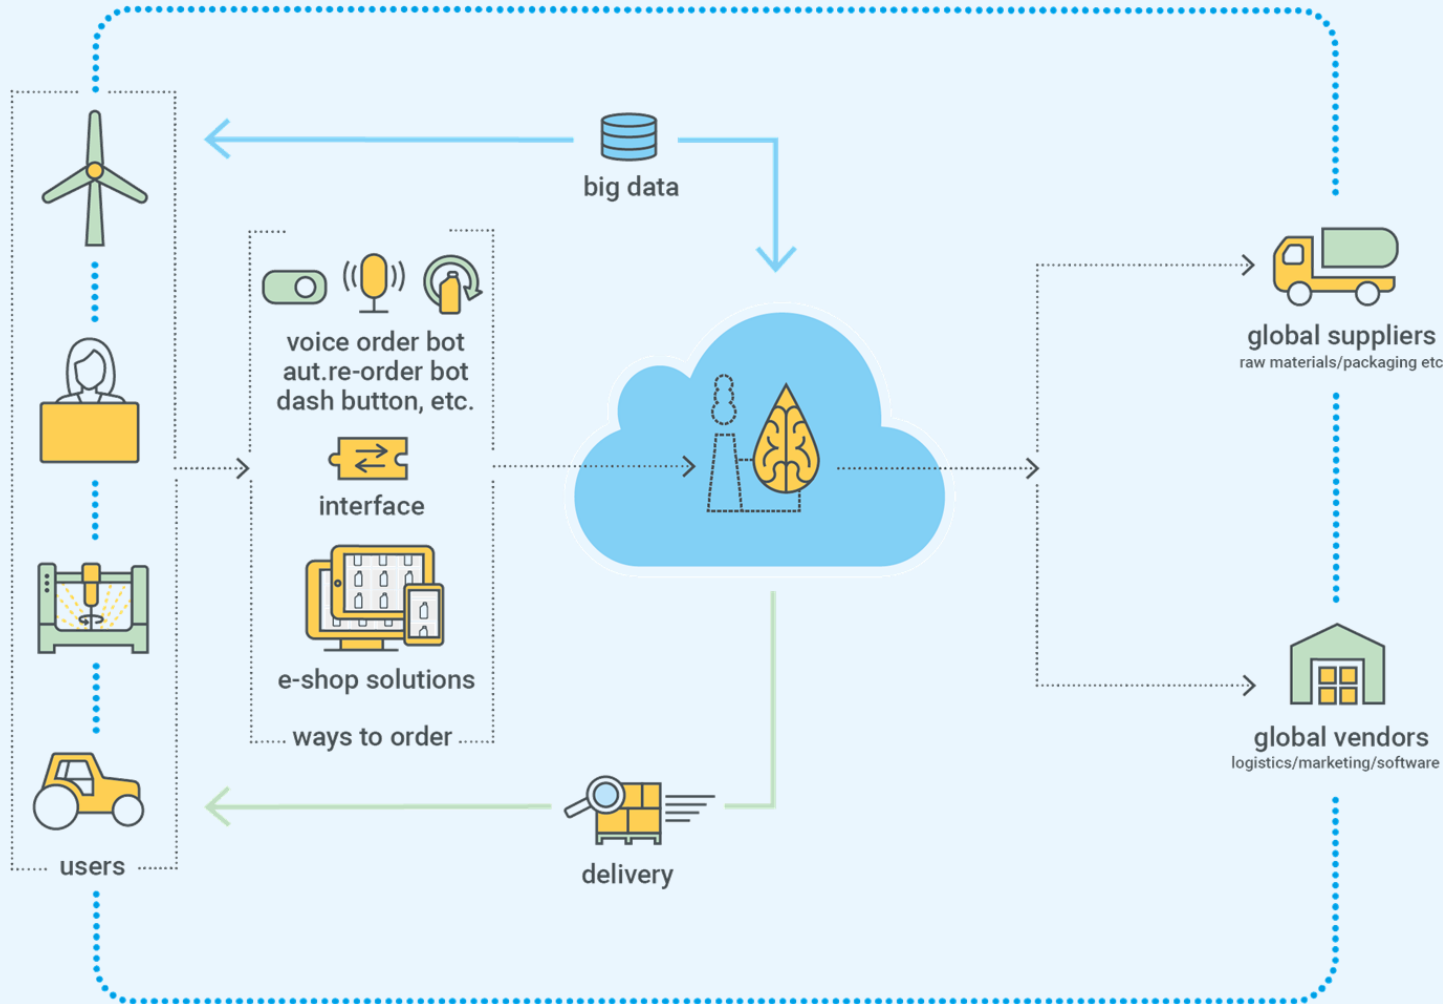 big data
voice order bot
aut.re-order bot
dash button, etc.
interface
e-shop solutions
ways to order
users
delivery
global suppliers
raw materials/packaging etc
global vendors
logistics/marketing/software